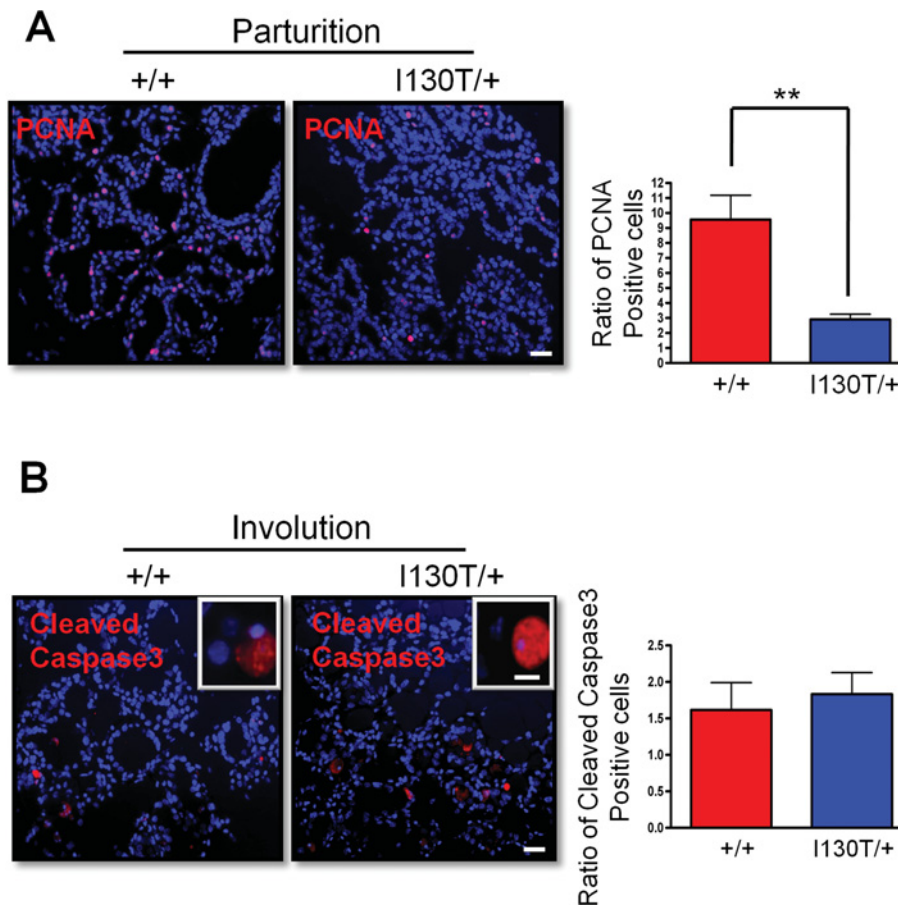 A
Parturition
+/+ I130T/+
PCNA PCNA
**
Ratio of PCNA
Positive cells
12
11
10
9
8
7
6
5
4
3
2
1
0
+/+ I130T/+
B
Involution
+/+ I130T/+
Cleaved
Caspase3
Cleaved
Caspase3
Ratio of Cleaved Caspase3
Positive cells
2.5
2.0
1.5
1.0
0.5
0.0
+/+ I130T/+